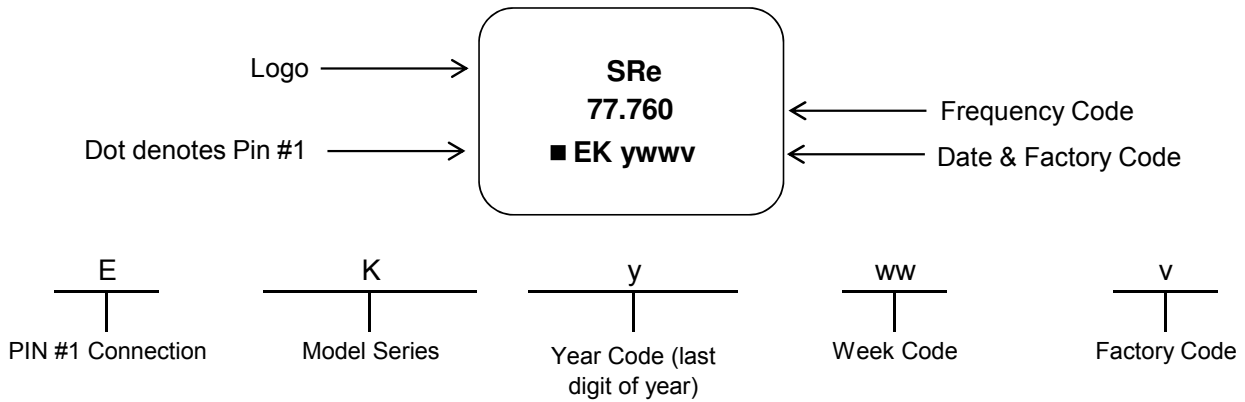 Logo
SRe
77.760
Frequency Code
Dot denotes Pin #1
■ EK ywwv
Date & Factory Code
E
K
y
ww
v
PIN #1 Connection
Model Series
Year Code (last
digit of year)
Week Code
Factory Code